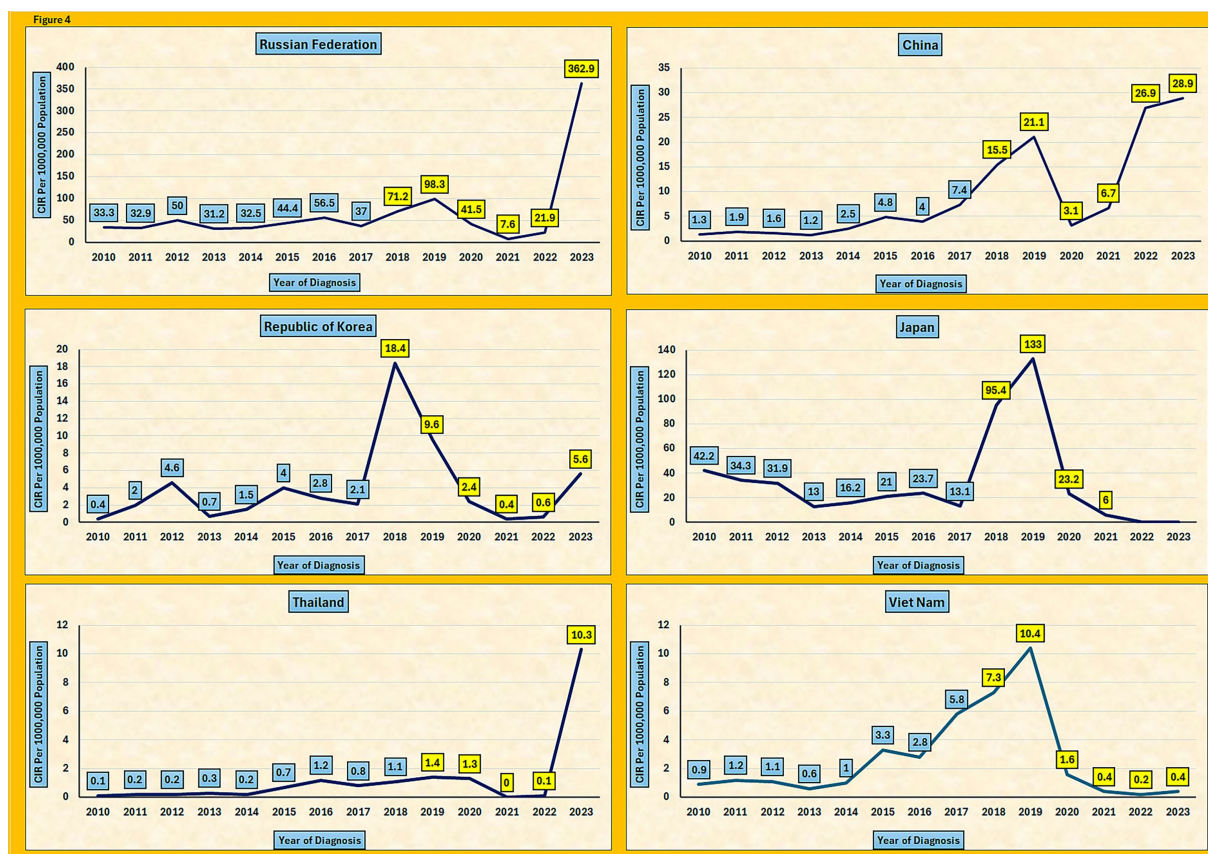 Figure 4
Russian Federation
CIR Per 1000,000 Population
400
350
300
250
200
150
100
50
0
33.3 32.9 50 31.2 32.5 44.4 56.5 37 71.2 98.3 41.5 7.6 21.9 362.9
2010 2011 2012 2013 2014 2015 2016 2017 2018 2019 2020 2021 2022 2023
Year of Diagnosis
China
CIR Per 1000,000 Population
35
30
25
20
15
10
5
0
1.3 1.9 1.6 1.2 2.5 4.8 4 7.4 15.5 21.1 3.1 6.7 26.9 28.9
2010 2011 2012 2013 2014 2015 2016 2017 2018 2019 2020 2021 2022 2023
Year of Diagnosis
Republic of Korea
CIR Per 1000,000 Population
20
18
16
14
12
10
8
6
4
2
0
0.4 2 4.6 0.7 1.5 4 2.8 2.1 18.4 9.6 2.4 0.4 0.6 5.6
2010 2011 2012 2013 2014 2015 2016 2017 2018 2019 2020 2021 2022 2023
Year of Diagnosis
Japan
CIR Per 1000,000 Population
140
120
100
80
60
40
20
0
42.2 34.3 31.9 13 16.2 21 23.7 13.1 95.4 133 23.2 6
2010 2011 2012 2013 2014 2015 2016 2017 2018 2019 2020 2021 2022 2023
Year of Diagnosis
Thailand
CIR Per 1000,000 Population
12
10
8
6
4
2
0
0.1 0.2 0.2 0.3 0.2 0.7 1.2 0.8 1.1 1.4 1.3 0 0.1 10.3
2010 2011 2012 2013 2014 2015 2016 2017 2018 2019 2020 2021 2022 2023
Year of Diagnosis
Viet Nam
CIR Per 1000,000 Population
12
10
8
6
4
2
0
0.9 1.2 1.1 0.6 1 3.3 2.8 5.8 7.3 10.4 1.6 0.4 0.2 0.4
2010 2011 2012 2013 2014 2015 2016 2017 2018 2019 2020 2021 2022 2023
Year of Diagnosis